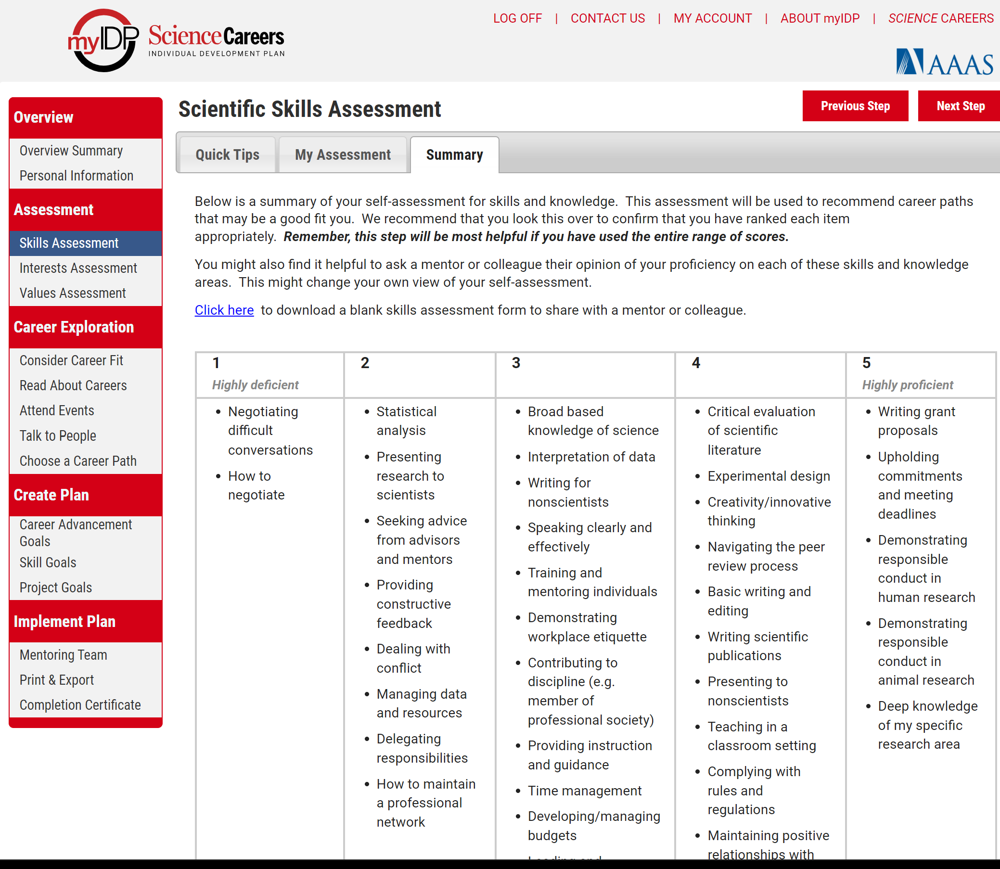 LOG OFF | CONTACT US | MY ACCOUNT | ABOUT myIDP | SCIENCE CAREERS
myIDP
Science Careers
INDIVIDUAL DEVELOPMENT PLAN
AAAS
Overview
Overview Summary
Personal Information
Assessment
Skills Assessment
Interests Assessment
Values Assessment
Career Exploration
Consider Career Fit
Read About Careers
Attend Events
Talk to People
Choose a Career Path
Create Plan
Career Advancement
Goals
Skill Goals
Project Goals
Implement Plan
Mentoring Team
Print & Export
Completion Certificate
Scientific Skills Assessment
Previous Step
Next Step
Quick Tips
My Assessment
Summary
Below is a summary of your self-assessment for skills and knowledge. This assessment will be used to recommend career paths
that may be a good fit you. We recommend that you look this over to confirm that you have ranked each item
appropriately. Remember, this step will be most helpful if you have used the entire range of scores.
You might also find it helpful to ask a mentor or colleague their opinion of your proficiency on each of these skills and knowledge
areas. This might change your own view of your self-assessment.
Click here to download a blank skills assessment form to share with a mentor or colleague.
1
Highly deficient
• Negotiating
difficult
conversations
• How to
negotiate
2
• Statistical
analysis
• Presenting
research to
scientists
• Seeking advice
from advisors
and mentors
• Providing
constructive
feedback
• Dealing with
conflict
• Managing data
and resources
• Delegating
responsibilities
• How to maintain
a professional
network
3
• Broad based
knowledge of science
• Interpretation of data
• Writing for
nonscientists
• Speaking clearly and
effectively
• Training and
mentoring individuals
• Demonstrating
workplace etiquette
• Contributing to
discipline (e.g.
member of
professional society)
• Providing instruction
and guidance
• Time management
• Developing/managing
budgets
4
• Critical evaluation
of scientific
literature
• Experimental design
• Creativity/innovative
thinking
• Navigating the peer
review process
• Basic writing and
editing
• Writing scientific
publications
• Presenting to
nonscientists
• Teaching in a
classroom setting
• Complying with
rules and
regulations
• Maintaining positive
relationships with
5
Highly proficient
• Writing grant
proposals
• Upholding
commitments
and meeting
deadlines
• Demonstrating
responsible
conduct in
human research
• Demonstrating
responsible
conduct in
animal research
• Deep knowledge
of my specific
research area